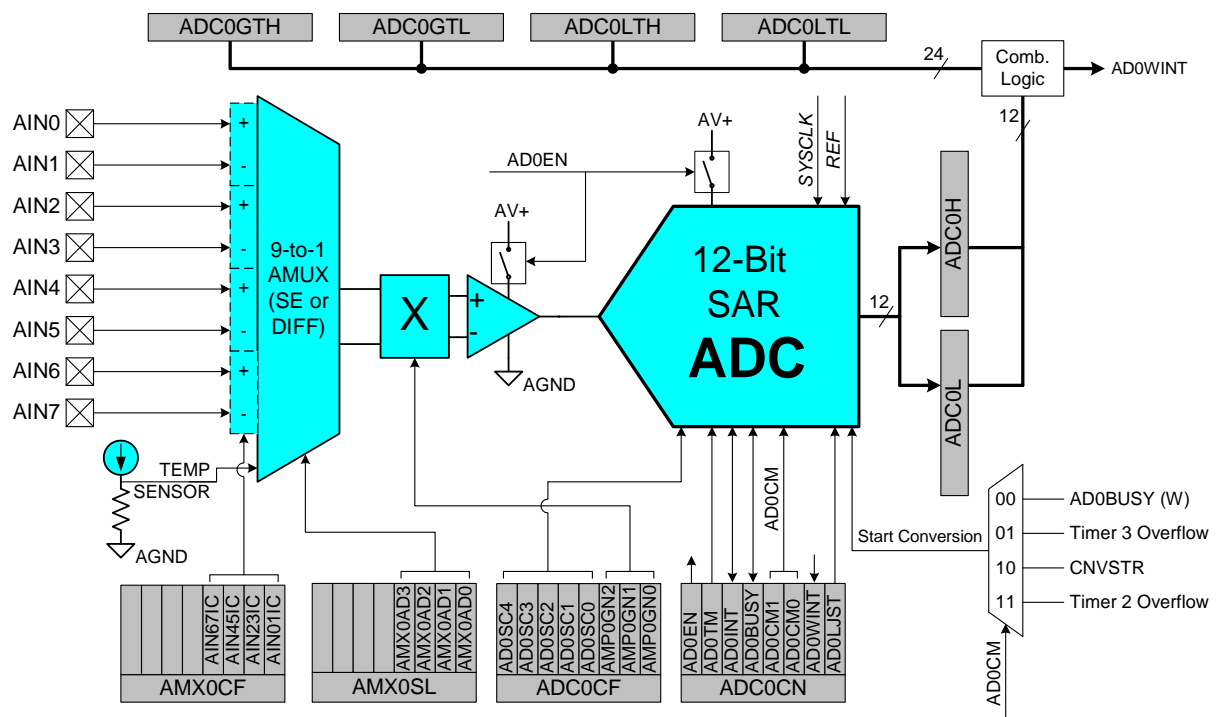 ADC0GTH
ADC0GTL
ADC0LTH
ADC0LTL
24
Comb.
Logic
AD0WINT
12
AIN0
AIN1
AIN2
AIN3
AIN4
AIN5
AIN6
AIN7
+
-
+
-
+
-
+
-
9-to-1
AMUX
(SE or
DIFF)
X
+
-
AV+
AD0EN
AV+
AGND
SYSCLK
REF
12-Bit
SAR
ADC
12
ADC0H
ADC0L
TEMP
SENSOR
AGND
AD0CM
Start Conversion
00
01
10
11
AD0BUSY (W)
Timer 3 Overflow
CNVSTR
Timer 2 Overflow
AD0CM
AIN67IC
AIN45IC
AIN23IC
AIN01IC
AMX0CF
AMX0AD3
AMX0AD2
AMX0AD1
AMX0AD0
AMX0SL
AD0SC4
AD0SC3
AD0SC2
AD0SC1
AD0SC0
AMP0GN2
AMP0GN1
AMP0GN0
ADC0CF
AD0EN
AD0TM
AD0INT
AD0BUSY
AD0CM1
AD0CM0
AD0WINT
AD0LJST
ADC0CN